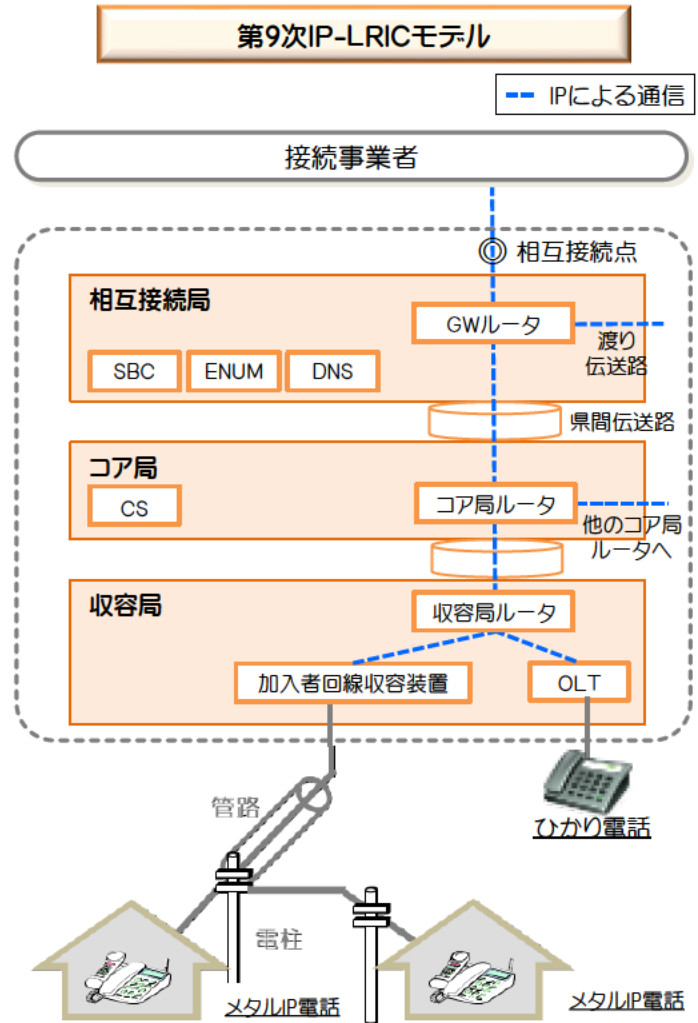 第9次IP-LRICモデル
IPによる通信
接続事業者
相互接続点
相互接続局
GWルータ
渡り
伝送路
SBC
ENUM
DNS
県間伝送路
コア局
CS
コア局ルータ
他のコア局
ルータへ
収容局
収容局ルータ
加入者回線収容装置
OLT
管路
ひかり電話
電柱
メタルIP電話
メタルIP電話